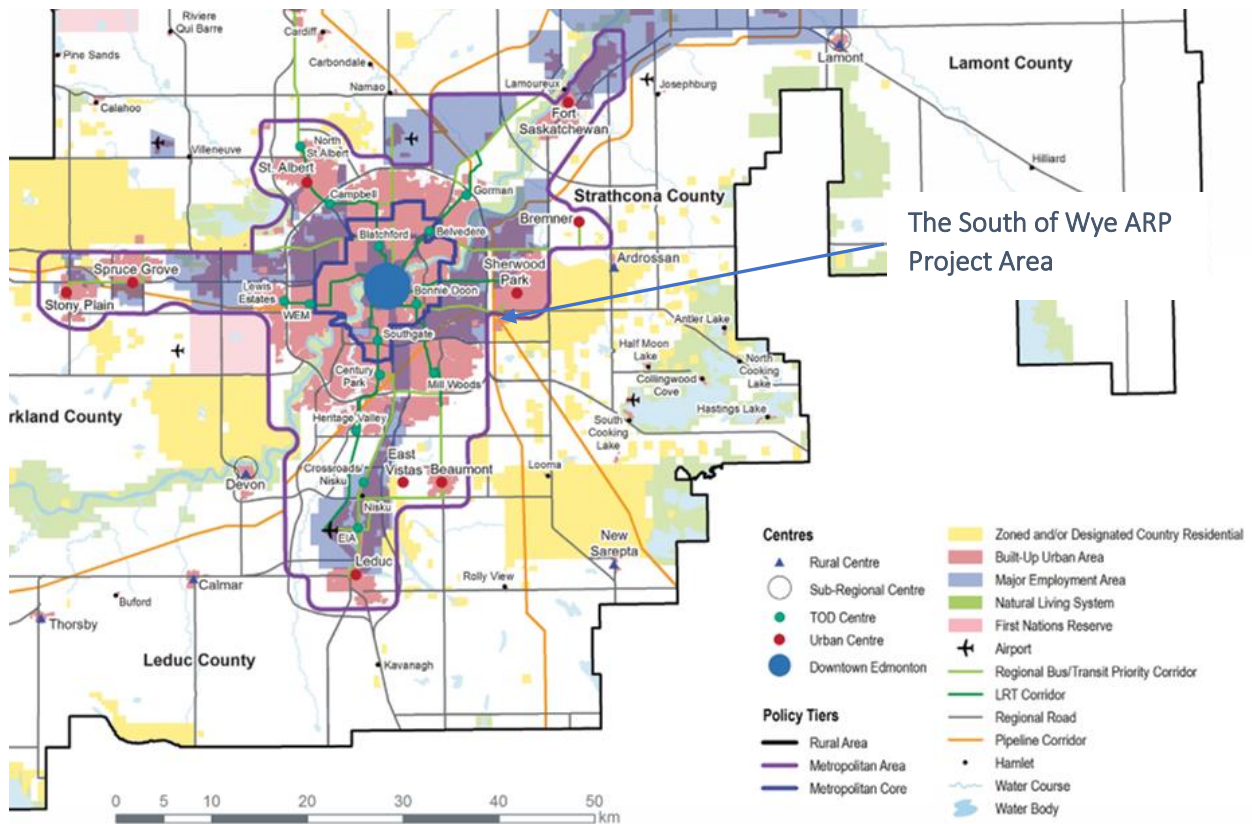 Riviere
Qui Barre
Cardiff
Pine Sands
Carbondale
Lamont
Lamont County
Calahoo
Namao
Lamoureux
Josephburg
Fort
Saskatchewan
Villeneuve
North
St Albert
St. Albert
Hilliard
Campbell
Gorman
Strathcona County
Blatchford
Belvedere
Bremner
The South of Wye ARP
Project Area
Spruce Grove
Sherwood
Park
Ardrossan
Stony Plain
Lewis
Estates
WEM
Bonnie Doon
Antler Lake
Southgate
Half Moon
Lake
North
Cooking
Lake
Century
Park
Mill Woods
Collingwood
Cove
Hastings Lake
rkland County
Heritage Valley
South
Cooking
Lake
Crossroads/
Nisku
East
Vistas
Beaumont
Looma
Devon
Nisku
EIA
New
Sarepta
Leduc
Calmar
Rolly View
Buford
Thorsby
Leduc County
Kavanagh
Centres
Rural Centre
Sub-Regional Centre
TOD Centre
Urban Centre
Downtown Edmonton
Policy Tiers
Rural Area
Metropolitan Area
Metropolitan Core
Zoned and/or Designated Country Residential
Built-Up Urban Area
Major Employment Area
Natural Living System
First Nations Reserve
Airport
Regional Bus/Transit Priority Corridor
LRT Corridor
Regional Road
Pipeline Corridor
Hamlet
Water Course
Water Body
0 5 10 20 30 40 50
km